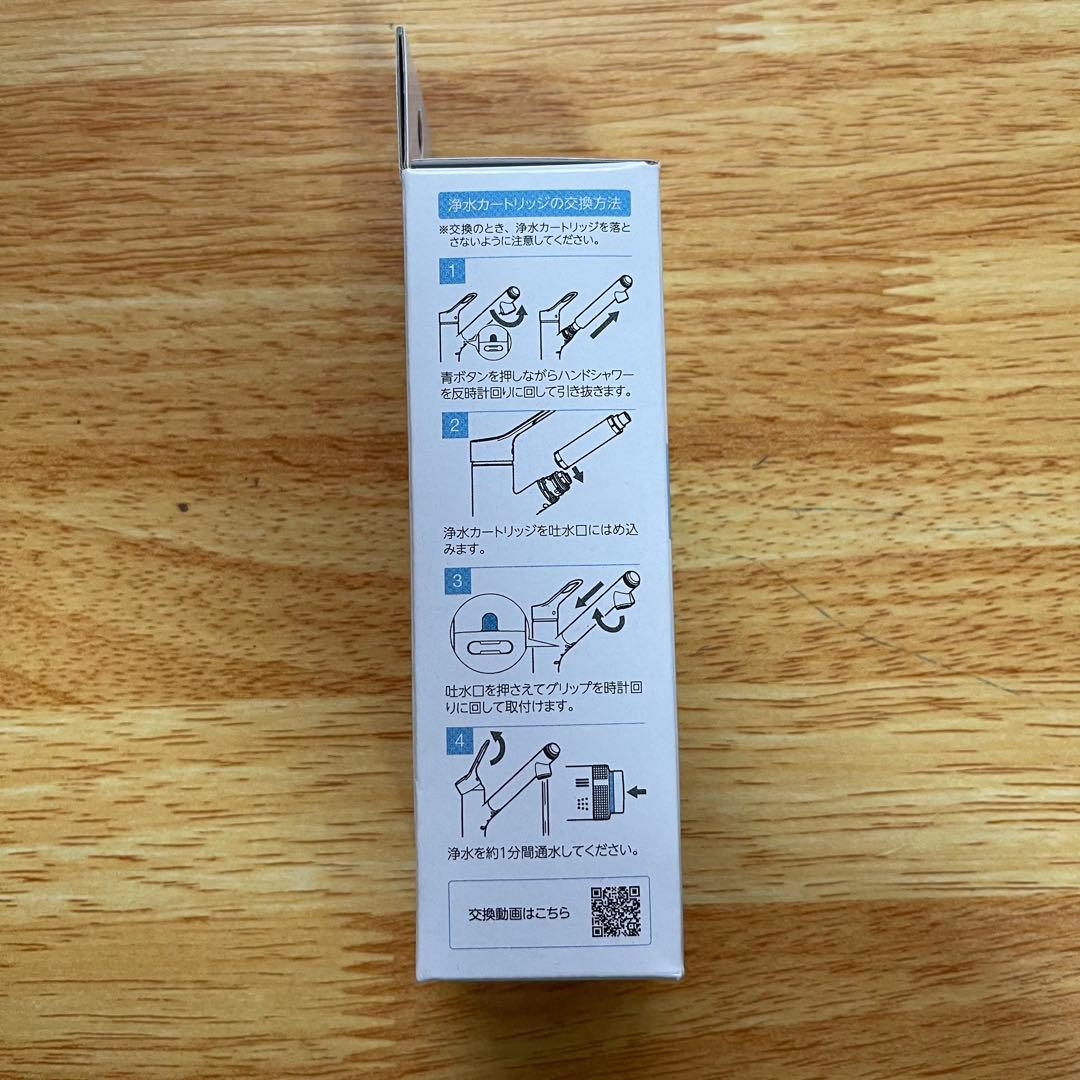 浄水カートリッジの交換方法
※交換のとき、浄水カートリッジを落と
さないように注意してください。
1
青ボタンを押しながらハンドシャワー
を反時計回りに回して引き抜きます。
2
浄水カートリッジを吐水口にはめ込
みます。
3
吐水口を押さえてグリップを時計回
りに回して取付けます。
4
浄水を約1分間通水してください。
交換動画はこちら